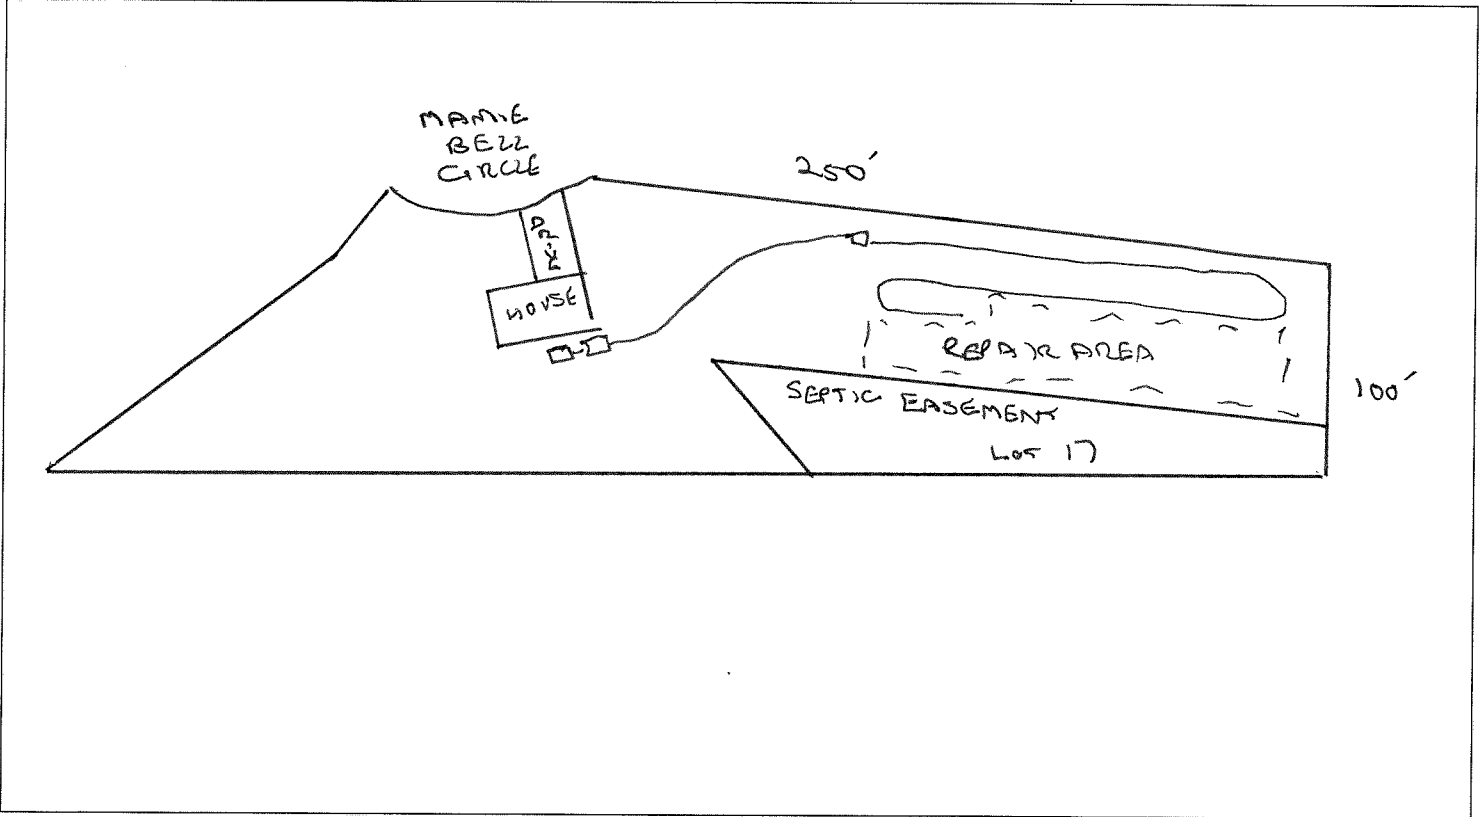 MAMIE
BELL
CIRCLE
250'
DRIVE
HOUSE
REPAIR AREA
100'
SEPTIC EASEMENT
LOT 17